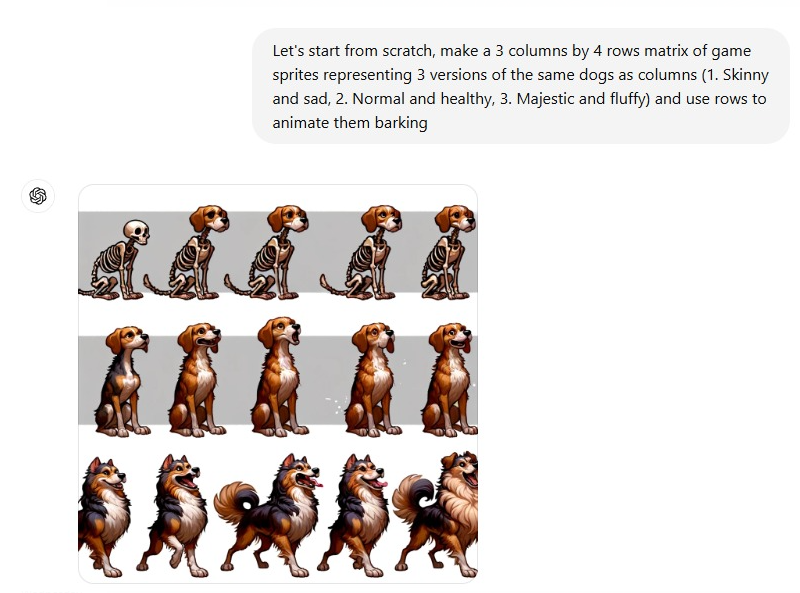 Let's start from scratch, make a 3 columns by 4 rows matrix of game
sprites representing 3 versions of the same dogs as columns (1. Skinny
and sad, 2. Normal and healthy, 3. Majestic and fluffy) and use rows to
animate them barking